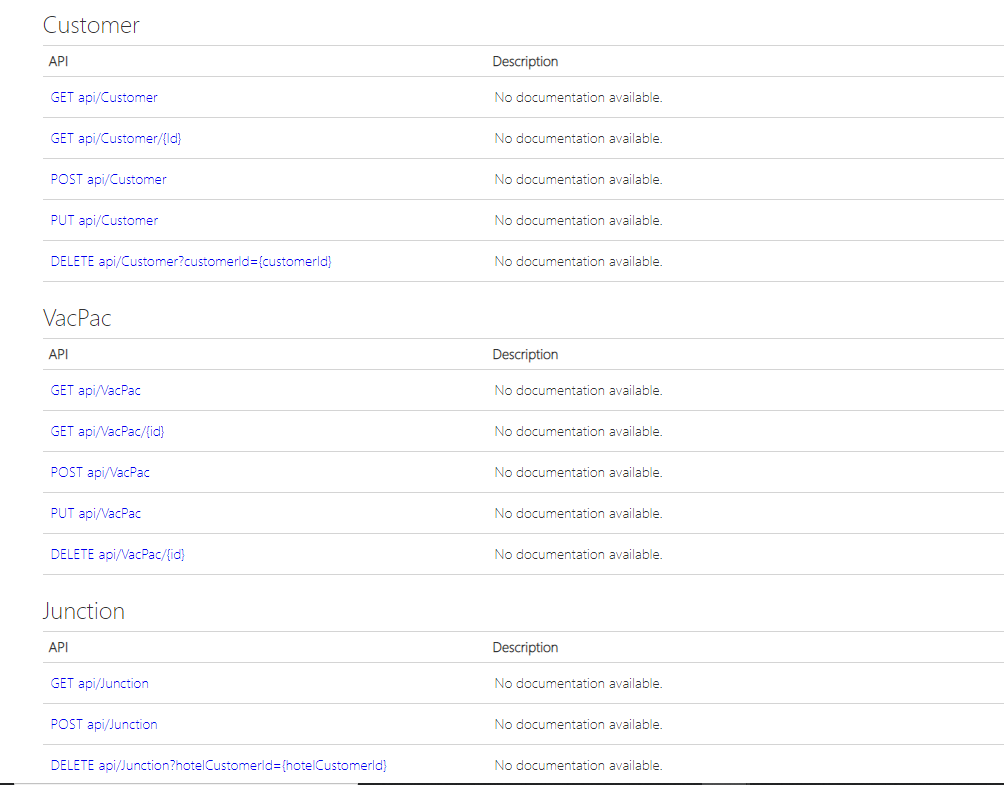 Customer
API Description
GET api/Customer No documentation available.
GET api/Customer/{Id} No documentation available.
POST api/Customer No documentation available.
PUT api/Customer No documentation available.
DELETE api/Customer?customerId={customerId} No documentation available.
VacPac
API Description
GET api/VacPac No documentation available.
GET api/VacPac/{id} No documentation available.
POST api/VacPac No documentation available.
PUT api/VacPac No documentation available.
DELETE api/VacPac/{id} No documentation available.
Junction
API Description
GET api/Junction No documentation available.
POST api/Junction No documentation available.
DELETE api/Junction?hotelCustomerId={hotelCustomerId} No documentation available.